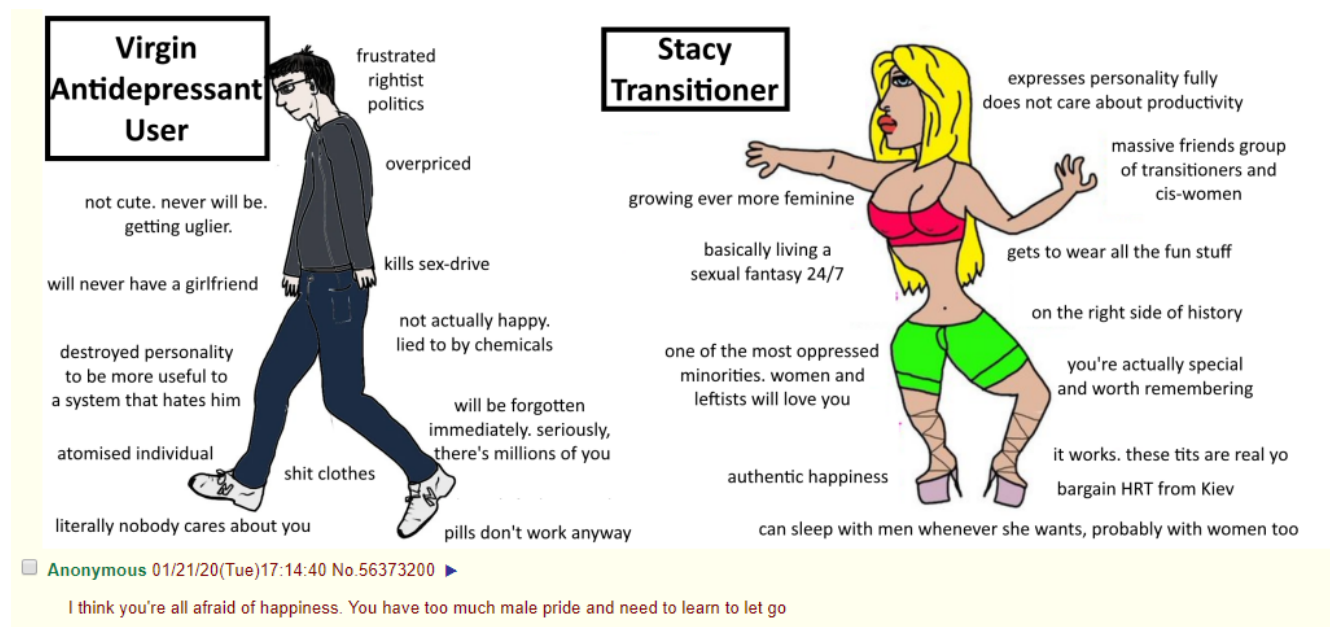 Virgin
Antidepressant
User
frustrated
rightist
politics
overpriced
not cute. never will be.
getting uglier.
kills sex-drive
will never have a girlfriend
not actually happy.
lied to by chemicals
destroyed personality
to be more useful to
a system that hates him
will be forgotten
immediately. seriously,
there's millions of you
atomised individual
shit clothes
literally nobody cares about you
pills don't work anyway
Stacy
Transitioner
expresses personality fully
does not care about productivity
massive friends group
of transitioners and
cis-women
growing ever more feminine
basically living a
sexual fantasy 24/7
gets to wear all the fun stuff
on the right side of history
one of the most oppressed
minorities. women and
leftists will love you
you're actually special
and worth remembering
authentic happiness
it works. these tits are real yo
bargain HRT from Kiev
can sleep with men whenever she wants, probably with women too
Anonymous 01/21/20(Tue)17:14:40 No.56373200 ▶
I think you're all afraid of happiness. You have too much male pride and need to learn to let go